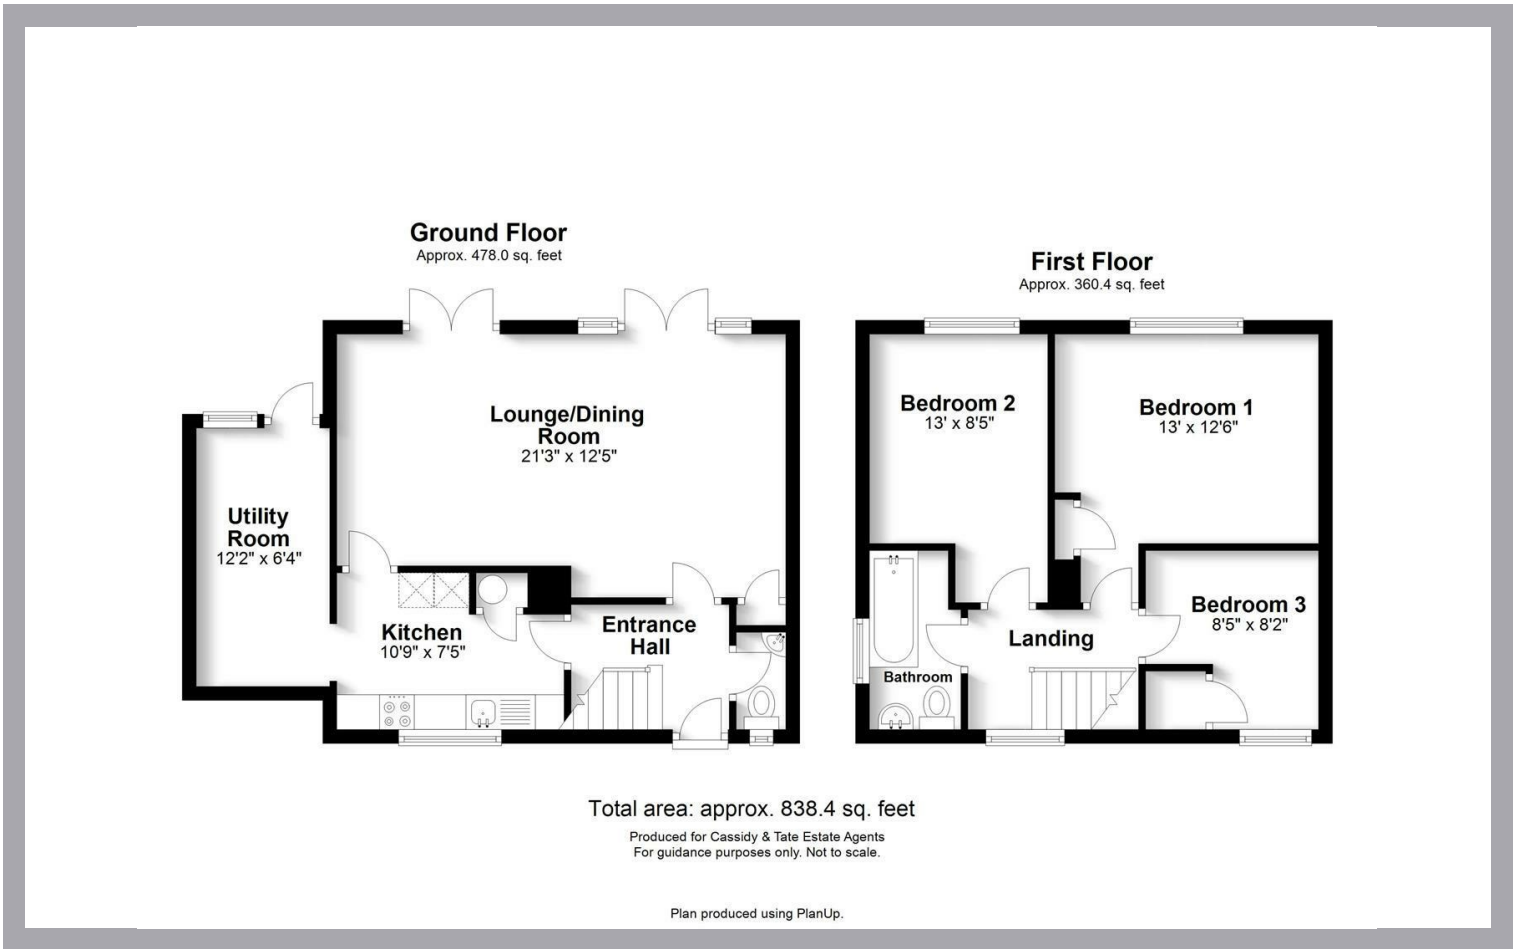 Ground Floor
Approx. 478.0 sq. feet
First Floor
Approx. 360.4 sq. feet
Lounge/Dining
Room
21'3" x 12'5"
Utility
Room
12'2" x 6'4"
Kitchen
10'9" x 7'5"
Entrance
Hall
Bedroom 2
13' x 8'5"
Bedroom 1
13' x 12'6"
Bedroom 3
8'5" x 8'2"
Landing
Bathroom
Total area: approx. 838.4 sq. feet
Produced for Cassidy & Tate Estate Agents
For guidance purposes only. Not to scale.
Plan produced using PlanUp.